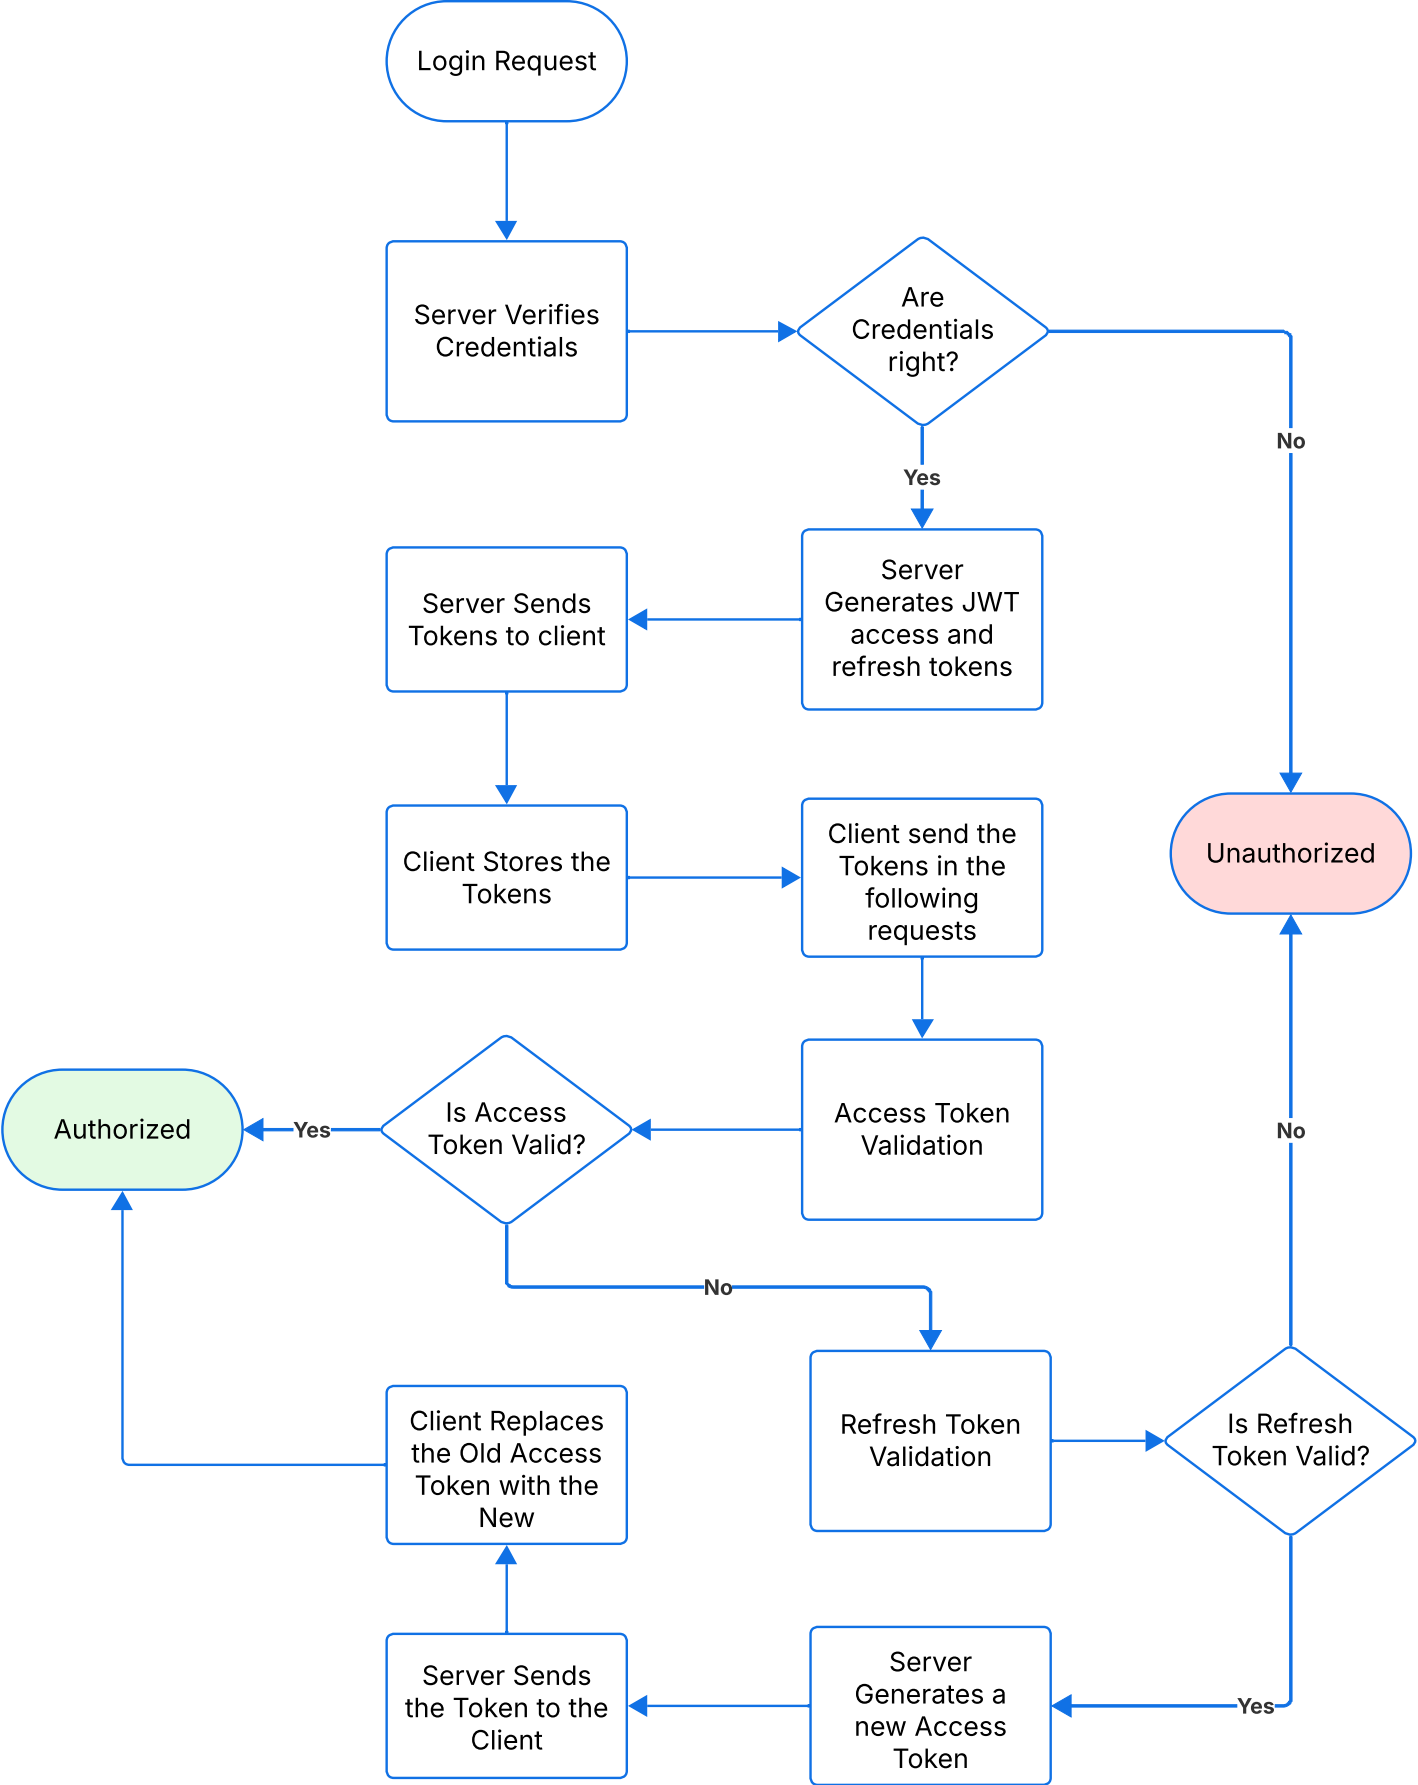 Login Request
Server Verifies
Credentials
Are
Credentials
right?
No
Yes
Server
Generates JWT
access and
refresh tokens
Server Sends
Tokens to client
Client Stores the
Tokens
Client send the
Tokens in the
following
requests
Unauthorized
Access Token
Validation
Is Access
Token Valid?
Yes
Authorized
No
No
Refresh Token
Validation
Is Refresh
Token Valid?
Yes
Server
Generates a
new Access
Token
Server Sends
the Token to the
Client
Client Replaces
the Old Access
Token with the
New